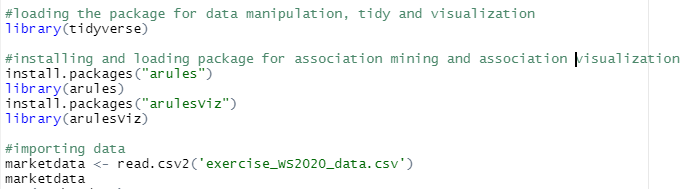 #loading the package for data manipulation, tidy and visualization
library(tidyverse)
#installing and loading package for association mining and association visualization
install.packages("arules")
library(arules)
install.packages("arulesViz")
library(arulesViz)
#importing data
marketdata <- read.csv2('exercise_WS2020_data.csv')
marketdata